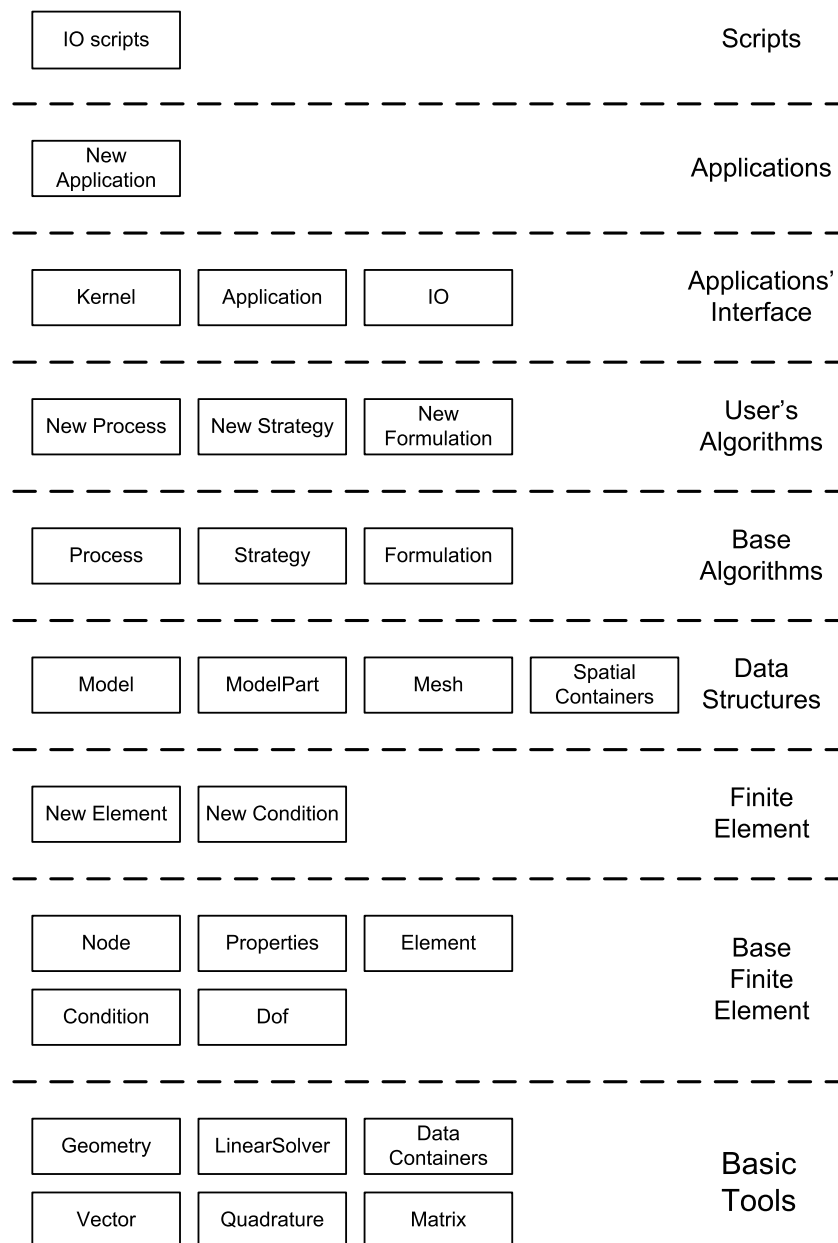 IO scripts
Scripts
New
Application
Applications
Kernel
Application
IO
Applications’
Interface
New Process
New Strategy
New
Formulation
User’s
Algorithms
Process
Strategy
Formulation
Base
Algorithms
Model
ModelPart
Mesh
Spatial
Containers
Data
Structures
New Element
New Condition
Finite
Element
Node
Properties
Element
Condition
Dof
Base
Finite
Element
Geometry
LinearSolver
Data
Containers
Vector
Quadrature
Matrix
Basic
Tools